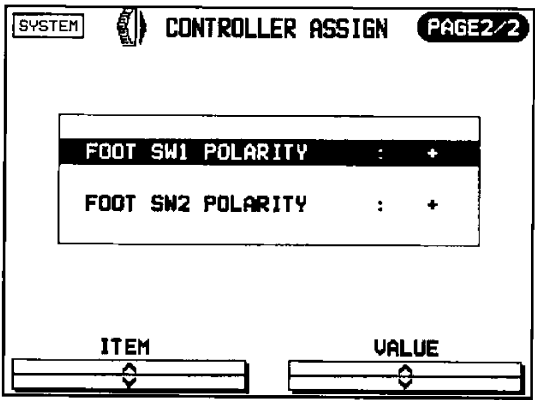 SYSTEM CONTROLLER ASSIGN PAGE2/2
FOOT SW1 POLARITY : +
FOOT SW2 POLARITY : +
ITEM VALUE